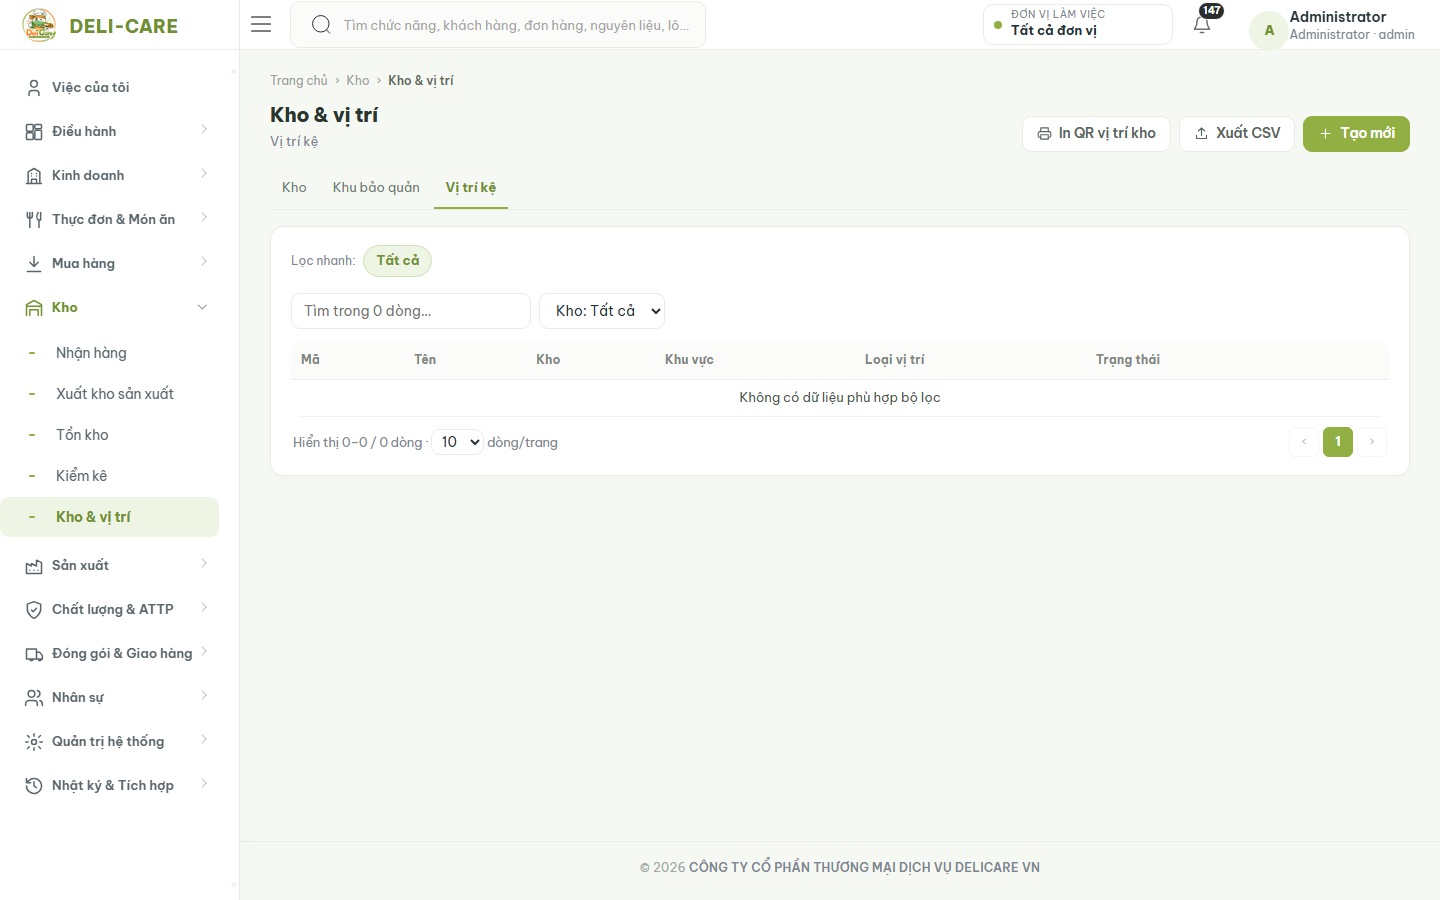 DELI-CARE
Tìm chức năng, khách hàng, đơn hàng, nguyên liệu, lô...
ĐƠN VỊ LÀM VIỆC
Tất cả đơn vị
147
A
Administrator
Administrator · admin
Việc của tôi
Điều hành
Kinh doanh
Thực đơn & Món ăn
Mua hàng
Kho
- Nhận hàng
- Xuất kho sản xuất
- Tồn kho
- Kiểm kê
- Kho & vị trí
Sản xuất
Chất lượng & ATTP
Đóng gói & Giao hàng
Nhân sự
Quản trị hệ thống
Nhật ký & Tích hợp
Trang chủ › Kho › Kho & vị trí
Kho & vị trí
Vị trí kệ
In QR vị trí kho
Xuất CSV
+ Tạo mới
Kho Khu bảo quản Vị trí kệ
Lọc nhanh: Tất cả
Tìm trong 0 dòng...
Kho: Tất cả
Mã Tên Kho Khu vực Loại vị trí Trạng thái
Không có dữ liệu phù hợp bộ lọc
Hiển thị 0–0 / 0 dòng · 10 dòng/trang
‹ 1 ›
© 2026 CÔNG TY CỔ PHẦN THƯƠNG MẠI DỊCH VỤ DELICARE VN